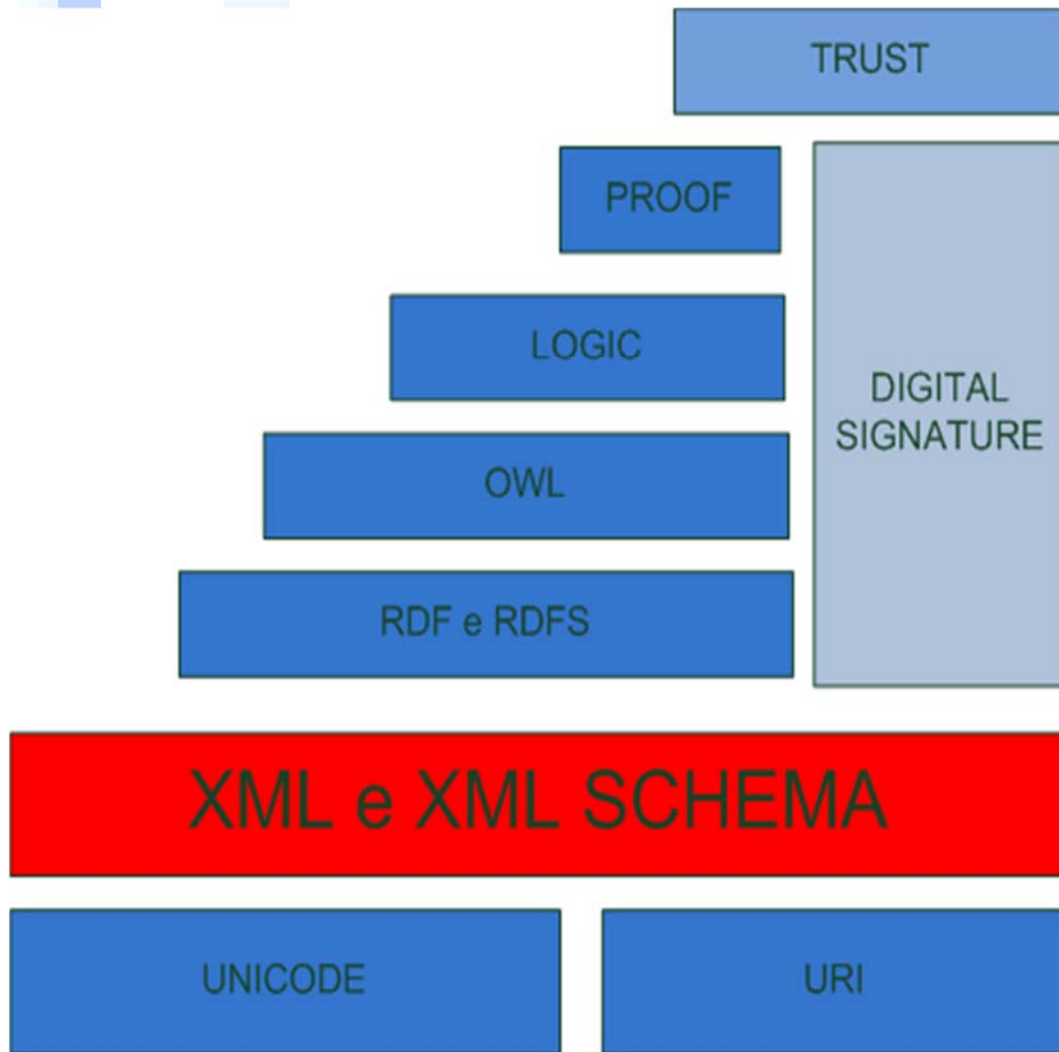 TRUST
PROOF
LOGIC
DIGITAL
SIGNATURE
OWL
RDF e RDFS
XML e XML SCHEMA
UNICODE
URI